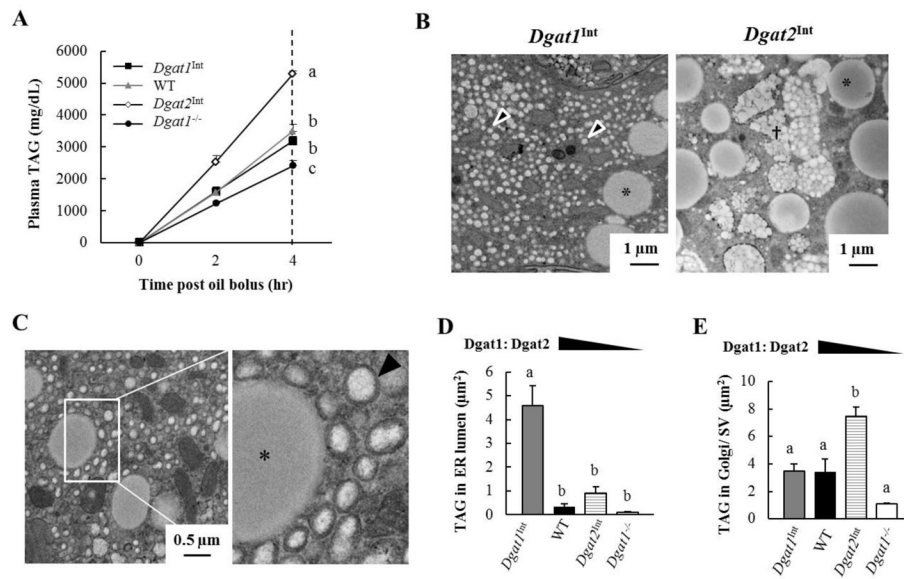 A
6000
5000
4000
3000
2000
1000
0
Plasma TAG (mg/dL)
Dgat1Int
WT
Dgat2Int
Dgat1-/-
a
b
b
c
0
2
4
Time post oil bolus (hr)
B
Dgat1Int
Dgat2Int
*
1 μm
*
†
1 μm
C
0.5 μm
*
D
Dgat1: Dgat2
6
5
4
3
2
1
0
TAG in ER lumen (μm²)
a
b
b
b
Dgat1Int
WT
Dgat2Int
Dgat1-/-
E
Dgat1: Dgat2
10
8
6
4
2
0
TAG in Golgi/ SV (μm²)
a
a
b
a
Dgat1Int
WT
Dgat2Int
Dgat1-/-